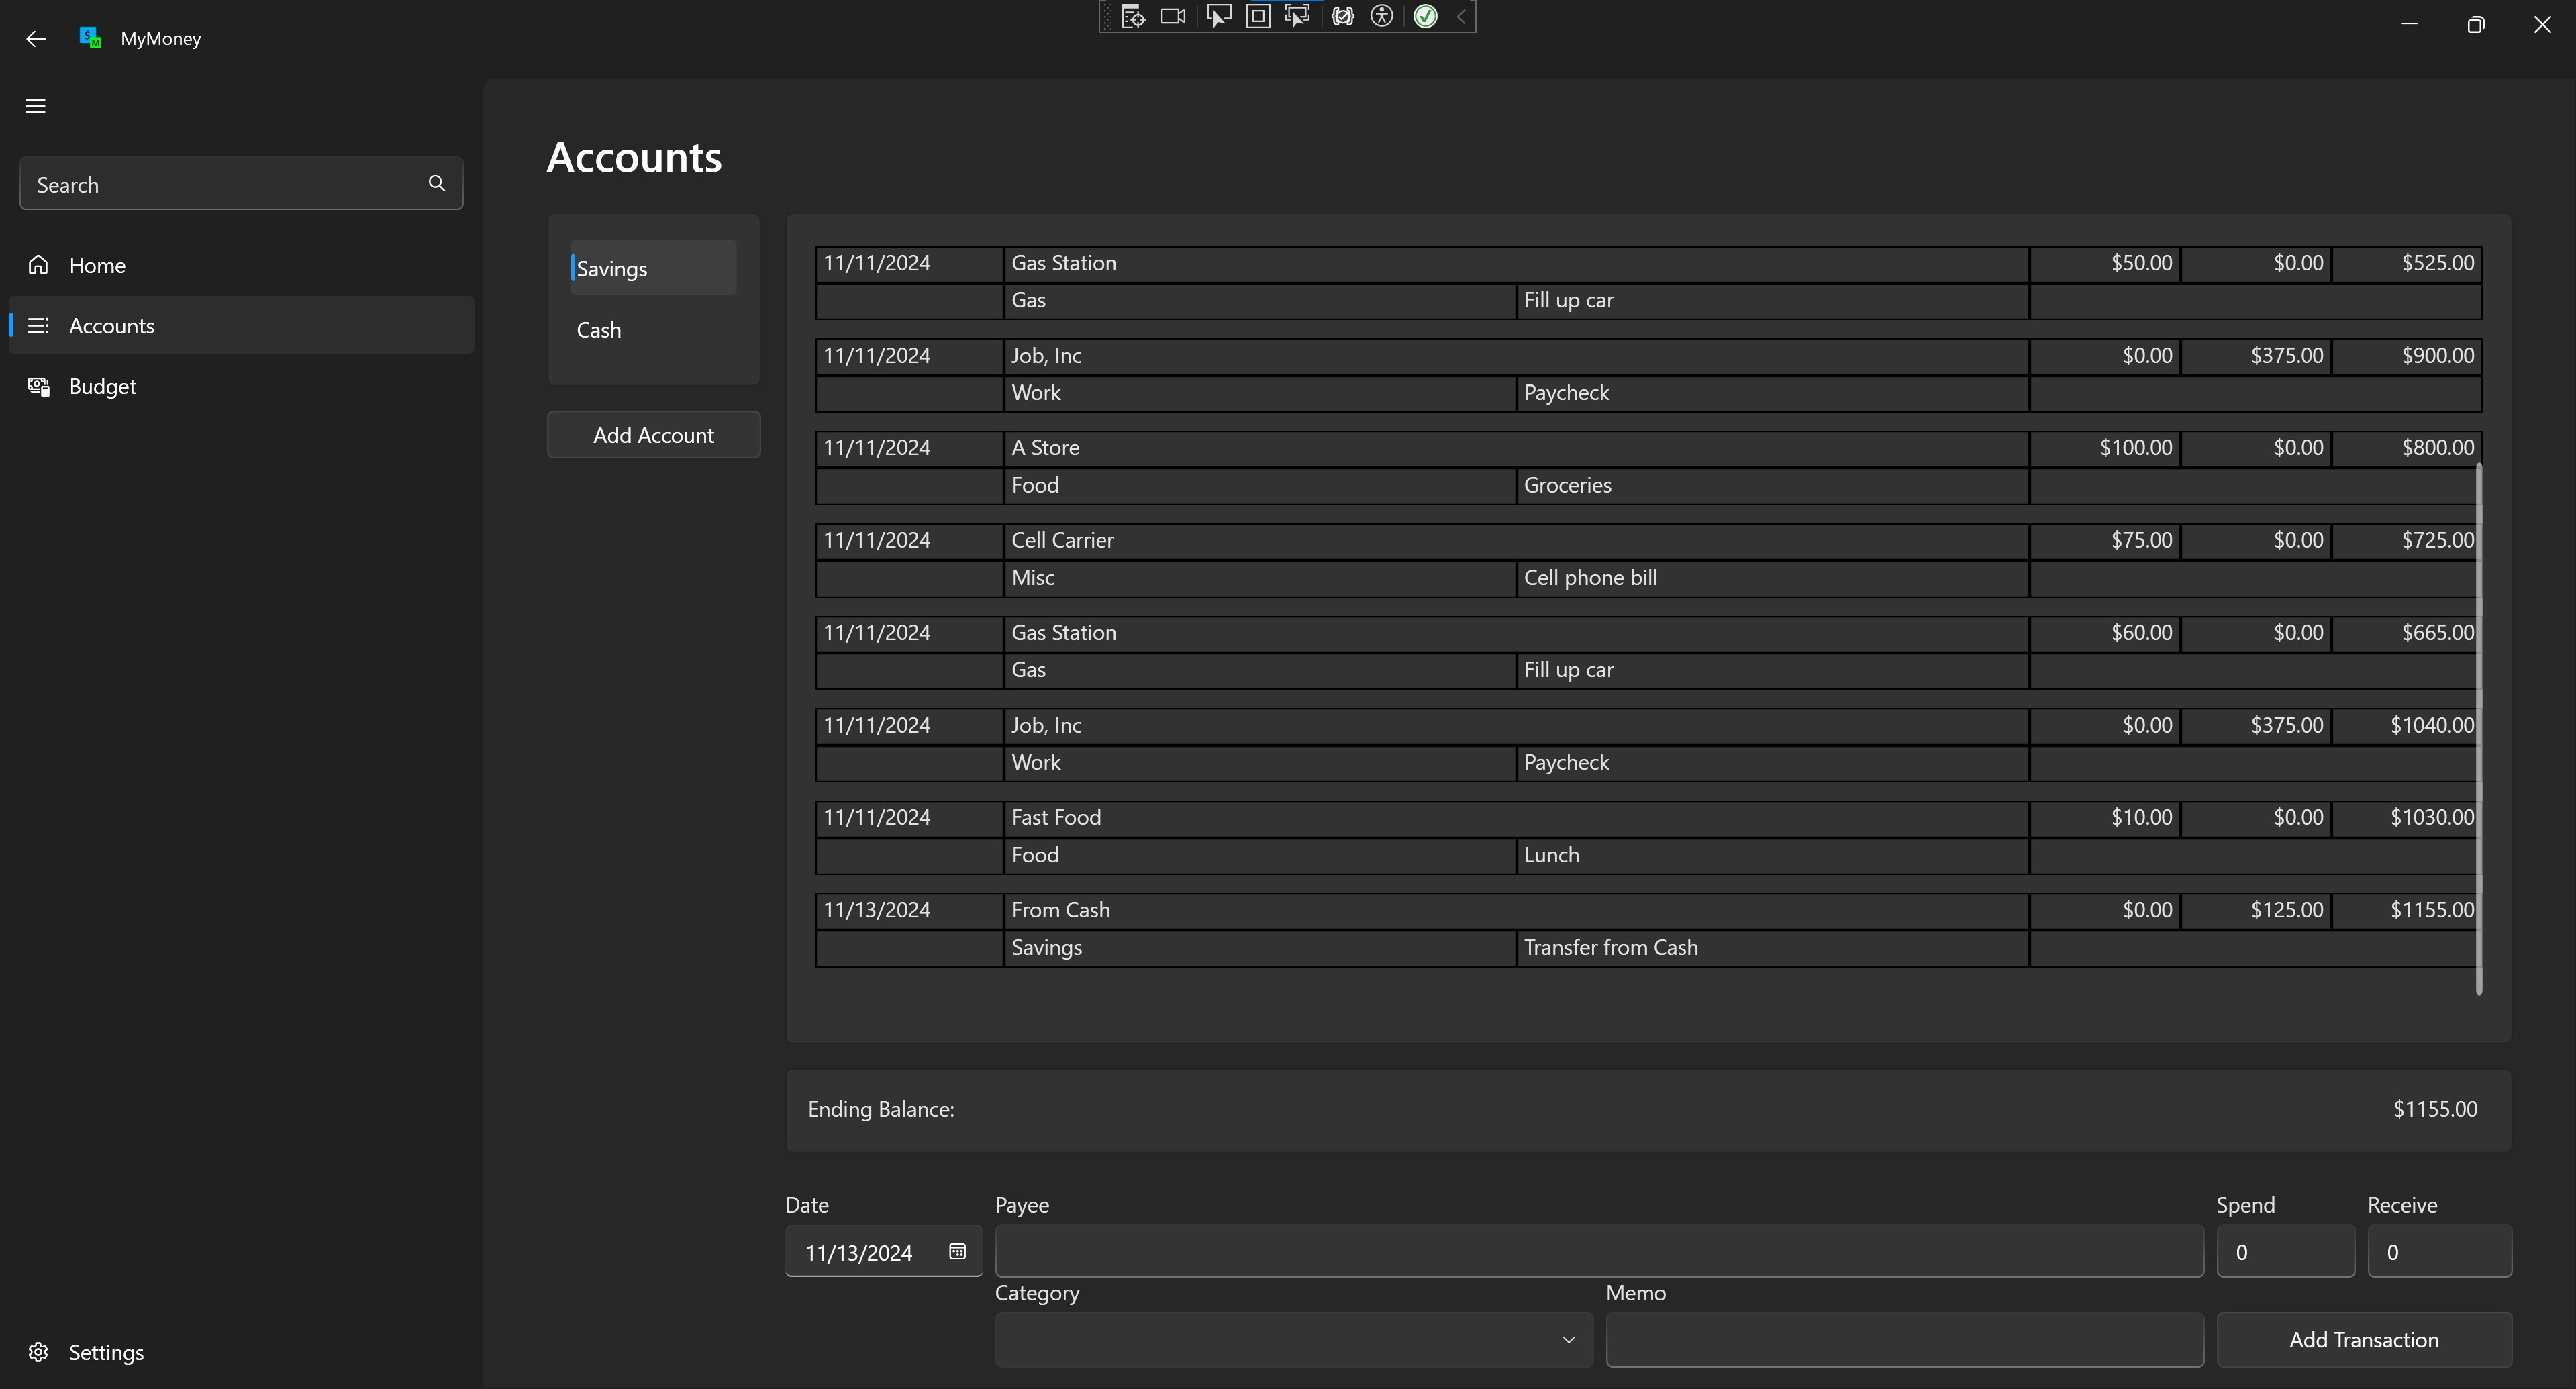 MyMoney
Search
Home
Accounts
Budget
Settings
Accounts
Savings
Cash
Add Account
11/11/2024 Gas Station $50.00 $0.00 $525.00
Gas Fill up car
11/11/2024 Job, Inc $0.00 $375.00 $900.00
Work Paycheck
11/11/2024 A Store $100.00 $0.00 $800.00
Food Groceries
11/11/2024 Cell Carrier $75.00 $0.00 $725.00
Misc Cell phone bill
11/11/2024 Gas Station $60.00 $0.00 $665.00
Gas Fill up car
11/11/2024 Job, Inc $0.00 $375.00 $1040.00
Work Paycheck
11/11/2024 Fast Food $10.00 $0.00 $1030.00
Food Lunch
11/13/2024 From Cash $0.00 $125.00 $1155.00
Savings Transfer from Cash
Ending Balance: $1155.00
Date Payee Spend Receive
11/13/2024 0 0
Category Memo
Add Transaction